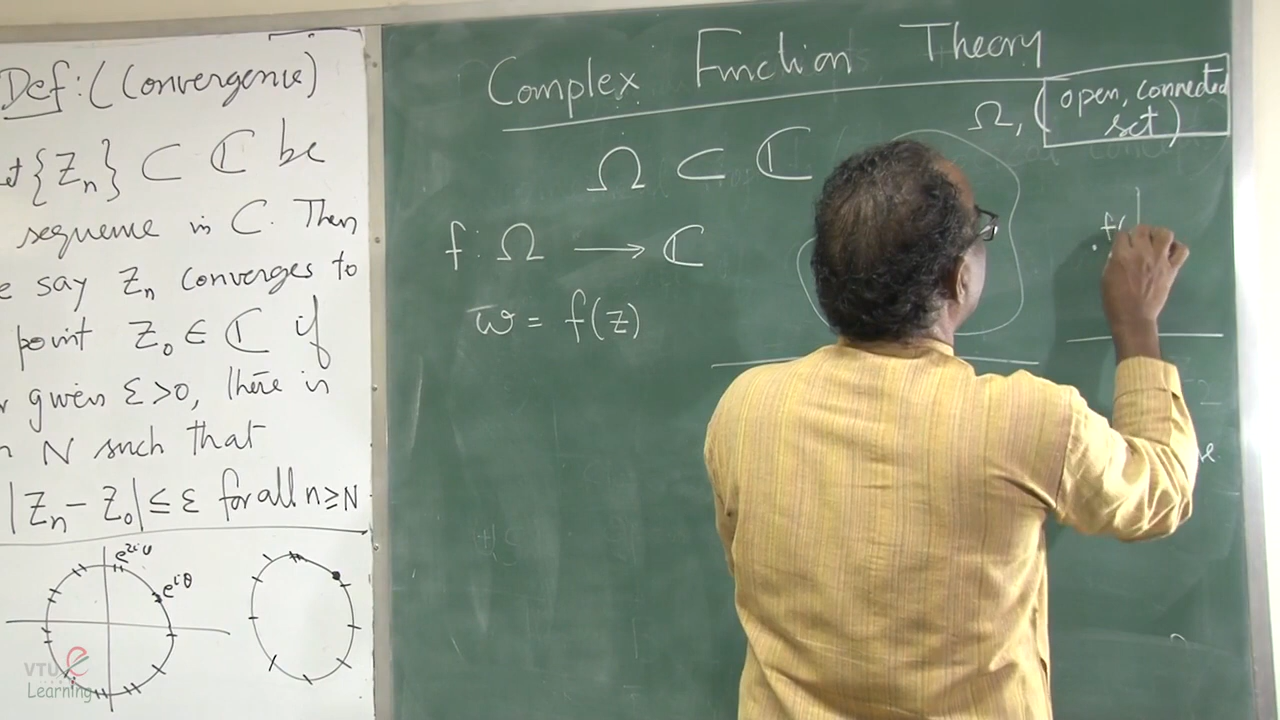 Def: (Convergence)
{Zn} ⊂ ℂ be
sequence in C. Then
say Zn converges to
point Z₀ ∈ ℂ if
given ε>0, there is
N such that
|Zn - Z₀| ≤ ε for all n ≥ N
e^{2iθ}
e^{iθ}
VTU e
Learning
Complex Function Theory
Ω, (open, connected
set)
Ω ⊂ ℂ
f: Ω ⟶ ℂ
w = f(z)
f(